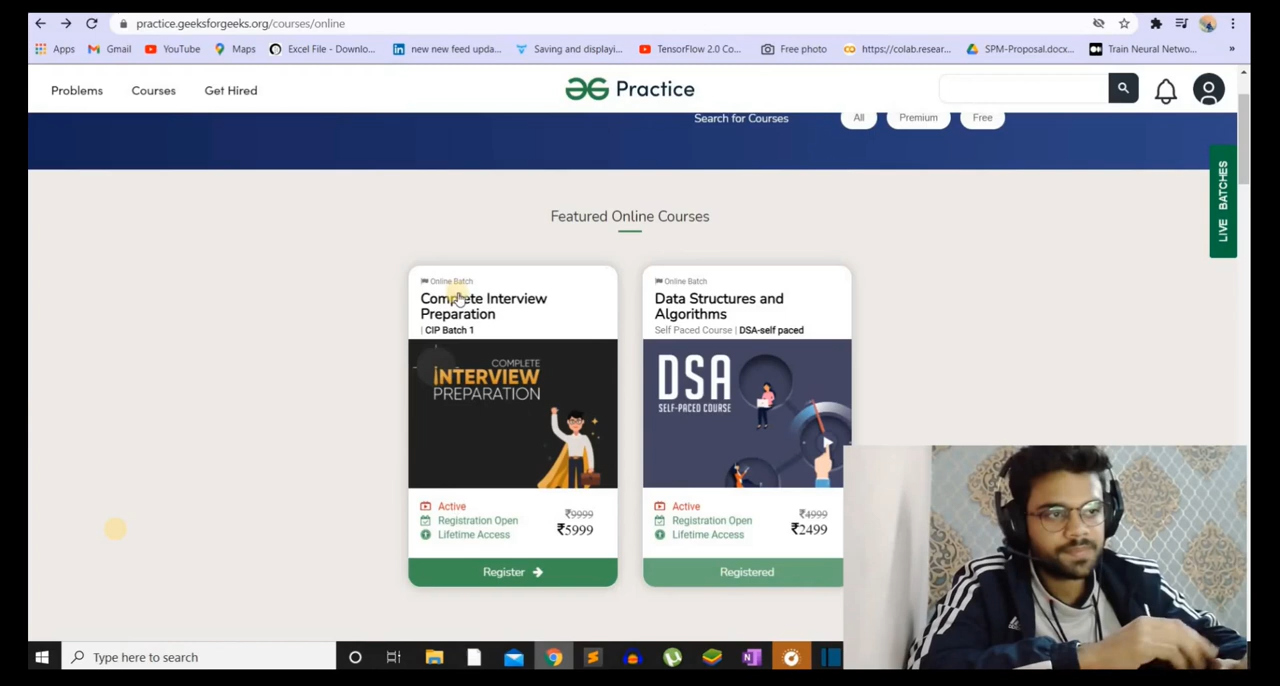 practice.geeksforgeeks.org/courses/online
Apps Gmail YouTube Maps Excel File - Downlo... new new feed upda... Saving and displayi... TensorFlow 2.0 Co... Free photo https://colab.resear... SPM-Proposal.docx... Train Neural Netwo... »
Problems Courses Get Hired GG Practice
Search for Courses All Premium Free
LIVE BATCHES
Featured Online Courses
Online Batch
Complete Interview
Preparation
| CIP Batch 1
COMPLETE
INTERVIEW
PREPARATION
Active
₹9999
Registration Open
₹5999
Lifetime Access
Register →
Online Batch
Data Structures and
Algorithms
Self Paced Course | DSA-self paced
DSA
SELF-PACED COURSE
Active
₹4999
Registration Open
₹2499
Lifetime Access
Registered
Type here to search